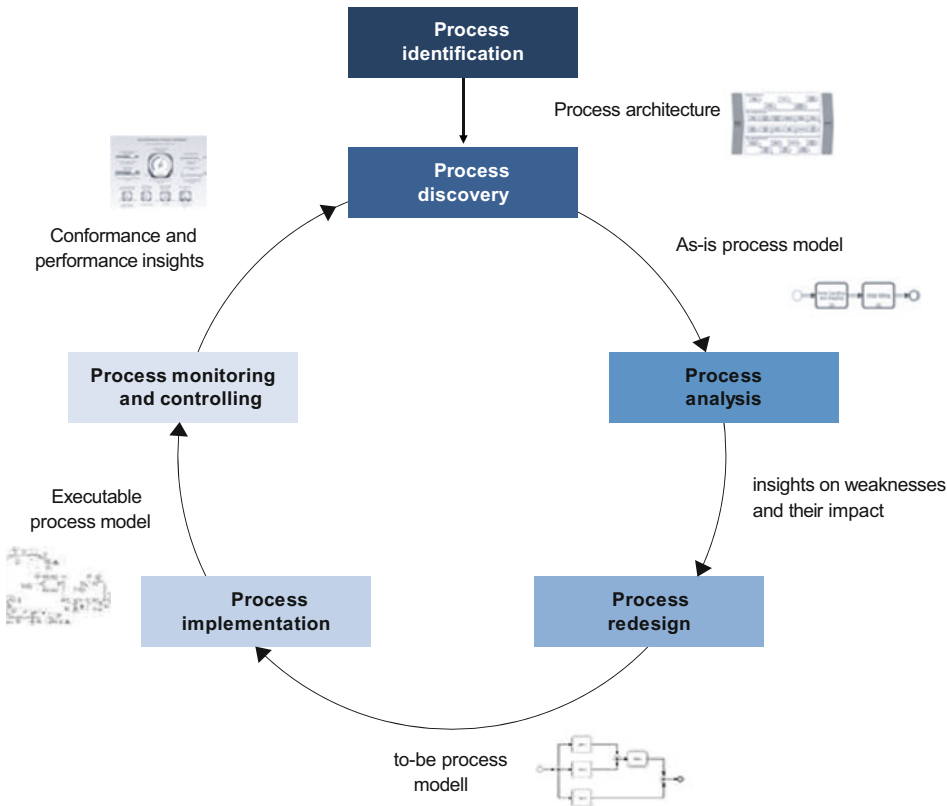 Process
identification
Process architecture
Process
discovery
As-is process model
Conformance and
performance insights
Process monitoring
and controlling
Process
analysis
Executable
process model
insights on weaknesses
and their impact
Process
implementation
Process
redesign
to-be process
modell